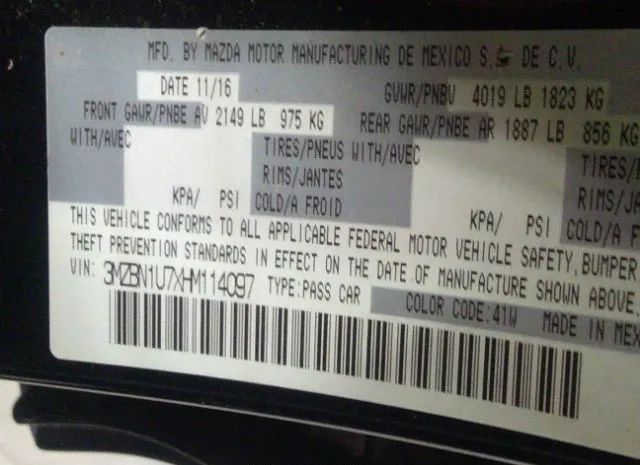 MFD. BY MAZDA MOTOR MANUFACTURING DE MEXICO S. DE C.V.
DATE 11/16 GVWR/PNBV 4019 LB 1823 KG
FRONT GAWR/PNBE AV 2149 LB 975 KG REAR GAWR/PNBE AR 1887 LB 856 KG
WITH/AVEC TIRES/PNEUS WITH/AVEC TIRES/
RIMS/JANTES RIMS/JA
KPA/ PSI COLD/A FROID KPA/ PSI COLD/A
THIS VEHICLE CONFORMS TO ALL APPLICABLE FEDERAL MOTOR VEHICLE SAFETY, BUMPER
THEFT PREVENTION STANDARDS IN EFFECT ON THE DATE OF MANUFACTURE SHOWN ABOVE.
VIN: 3MZBN1U7XHM114097 TYPE:PASS CAR COLOR CODE:41W MADE IN MEX